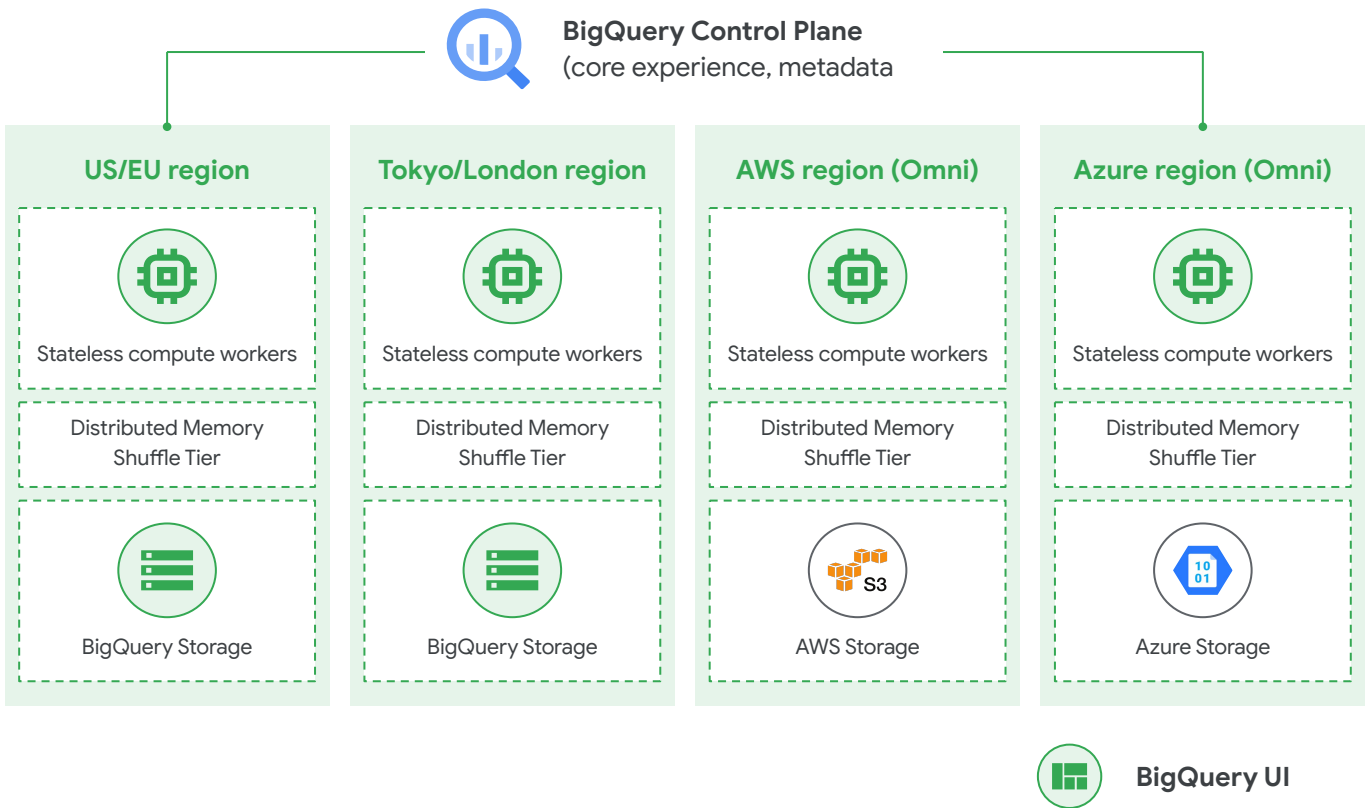 BigQuery Control Plane
(core experience, metadata
US/EU region
Stateless compute workers
Distributed Memory
Shuffle Tier
BigQuery Storage
Tokyo/London region
Stateless compute workers
Distributed Memory
Shuffle Tier
BigQuery Storage
AWS region (Omni)
Stateless compute workers
Distributed Memory
Shuffle Tier
S3
AWS Storage
Azure region (Omni)
Stateless compute workers
Distributed Memory
Shuffle Tier
10
01
Azure Storage
BigQuery UI